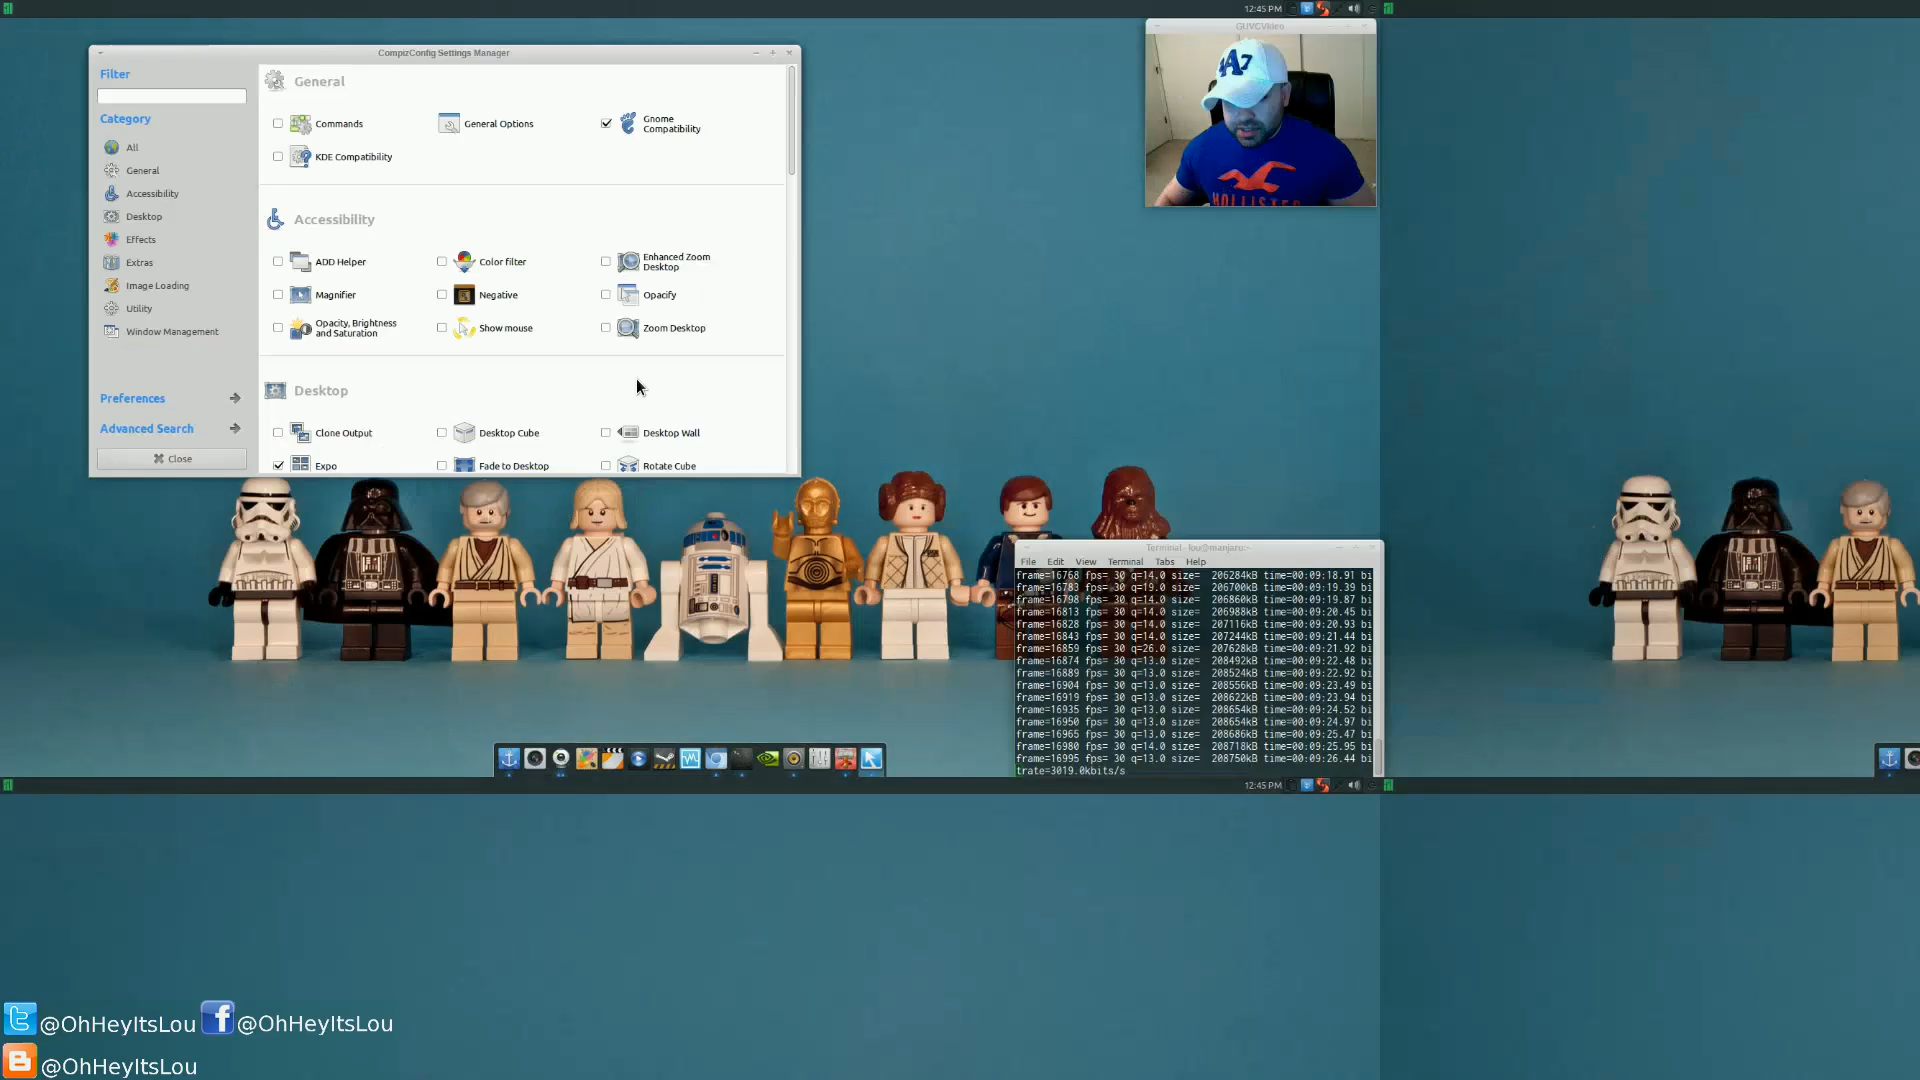 12:45 PM
CompizConfig Settings Manager
Filter
Category
All
General
Accessibility
Desktop
Effects
Extras
Image Loading
Utility
Window Management
Preferences
Advanced Search
Close
General
Commands
General Options
Gnome
Compatibility
KDE Compatibility
Accessibility
ADD Helper
Color filter
Enhanced Zoom
Desktop
Magnifier
Negative
Opacify
Opacity, Brightness
and Saturation
Show mouse
Zoom Desktop
Desktop
Clone Output
Desktop Cube
Desktop Wall
Expo
Fade to Desktop
Rotate Cube
GUVCVideo
A7
HOLLISTER
Terminal - lou@manjaro:~
File Edit View Terminal Tabs Help
frame=16768 fps= 30 q=14.0 size= 206284kB time=00:09:18.91 bi
frame=16783 fps= 30 q=19.0 size= 206700kB time=00:09:19.39 bi
frame=16798 fps= 30 q=14.0 size= 206860kB time=00:09:19.87 bi
frame=16813 fps= 30 q=14.0 size= 206988kB time=00:09:20.45 bi
frame=16828 fps= 30 q=14.0 size= 207116kB time=00:09:20.93 bi
frame=16843 fps= 30 q=14.0 size= 207244kB time=00:09:21.44 bi
frame=16859 fps= 30 q=26.0 size= 207628kB time=00:09:21.92 bi
frame=16874 fps= 30 q=13.0 size= 208492kB time=00:09:22.48 bi
frame=16889 fps= 30 q=13.0 size= 208524kB time=00:09:22.92 bi
frame=16904 fps= 30 q=13.0 size= 208556kB time=00:09:23.49 bi
frame=16919 fps= 30 q=13.0 size= 208622kB time=00:09:23.94 bi
frame=16935 fps= 30 q=13.0 size= 208654kB time=00:09:24.52 bi
frame=16950 fps= 30 q=13.0 size= 208654kB time=00:09:24.97 bi
frame=16965 fps= 30 q=13.0 size= 208686kB time=00:09:25.47 bi
frame=16980 fps= 30 q=14.0 size= 208718kB time=00:09:25.95 bi
frame=16995 fps= 30 q=13.0 size= 208750kB time=00:09:26.44 bi
trate=3019.0kbits/s
12:45 PM
@OhHeyItsLou
@OhHeyItsLou
@OhHeyItsLou